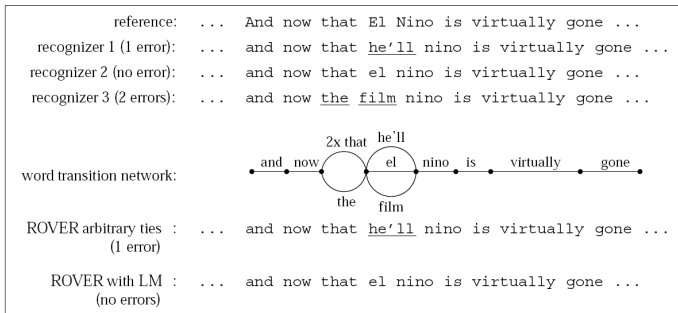 reference: ... And now that El Nino is virtually gone ...
recognizer 1 (1 error): ... and now that he'll nino is virtually gone ...
recognizer 2 (no error): ... and now that el nino is virtually gone ...
recognizer 3 (2 errors): ... and now the film nino is virtually gone ...
2x that he'll
word transition network: and now el nino is virtually gone
the film
ROVER arbitrary ties : ... and now that he'll nino is virtually gone ...
(1 error)
ROVER with LM : ... and now that el nino is virtually gone ...
(no errors)